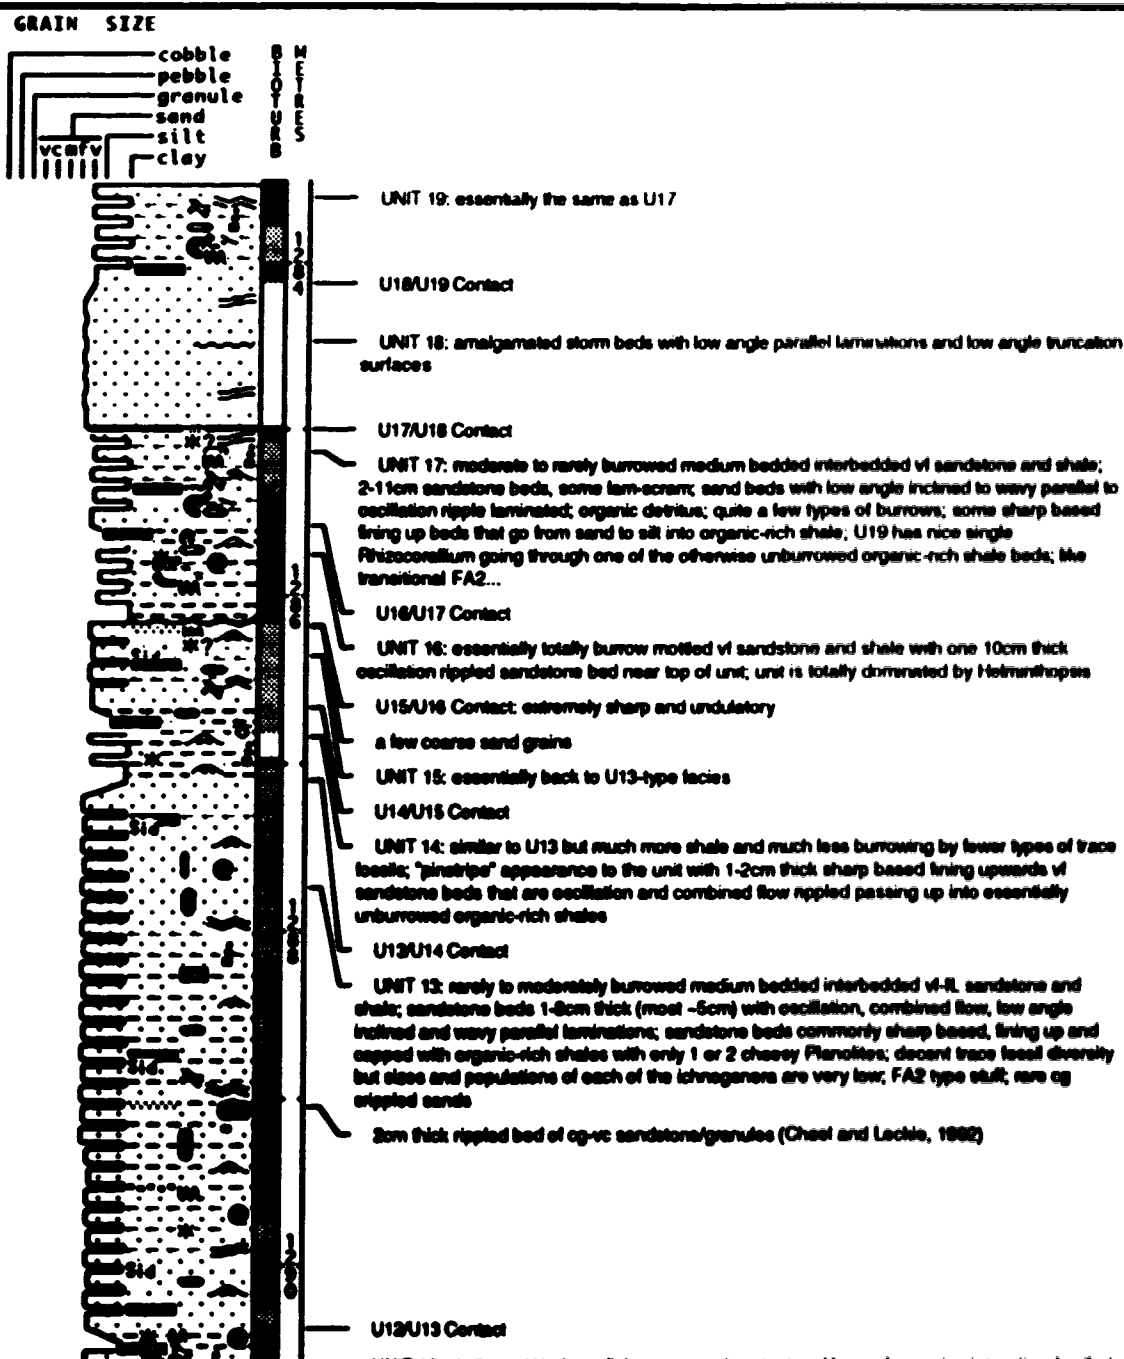 GRAIN SIZE
cobble
pebble
granule
sand
silt
vcmfv
clay
BIOTURB
METRES
UNIT 19: essentially the same as U17
1284
U18/U19 Contact
UNIT 18: amalgamated storm beds with low angle parallel laminations and low angle truncation
surfaces
U17/U18 Contact
UNIT 17: moderate to rarely burrowed medium bedded interbedded vf sandstone and shale;
2-11cm sandstone beds, some lam-scram; sand beds with low angle inclined to wavy parallel to
oscillation ripple laminated; organic detritus; quite a few types of burrows; some sharp based
fining up beds that go from sand to silt into organic-rich shale; U19 has nice single
Rhizocorallium going through one of the otherwise unburrowed organic-rich shale beds; like
transitional FA2...
1286
U16/U17 Contact
UNIT 16: essentially totally burrow mottled vf sandstone and shale with one 10cm thick
oscillation rippled sandstone bed near top of unit; unit is totally dominated by Helminthopsis
U15/U16 Contact: extremely sharp and undulatory
a few coarse sand grains
UNIT 15: essentially back to U13-type facies
U14/U15 Contact
Sid
UNIT 14: similar to U13 but much more shale and much less burrowing by fewer types of trace
fossils; "pinstripe" appearance to the unit with 1-2cm thick sharp based fining upwards vf
sandstone beds that are oscillation and combined flow rippled passing up into essentially
unburrowed organic-rich shales
1288
U13/U14 Contact
UNIT 13: rarely to moderately burrowed medium bedded interbedded vf-fL sandstone and
shale; sandstone beds 1-8cm thick (most ~5cm) with oscillation, combined flow, low angle
inclined and wavy parallel laminations; sandstone beds commonly sharp based, fining up and
capped with organic-rich shales with only 1 or 2 cheesy Planolites; decent trace fossil diversity
but sizes and populations of each of the ichnogenera are very low; FA2 type stuff; rare cg
rippled sands
Sid.
2cm thick rippled bed of cg-vc sandstone/granules (Cheel and Leckie, 1992)
1290
Sid
U12/U13 Contact